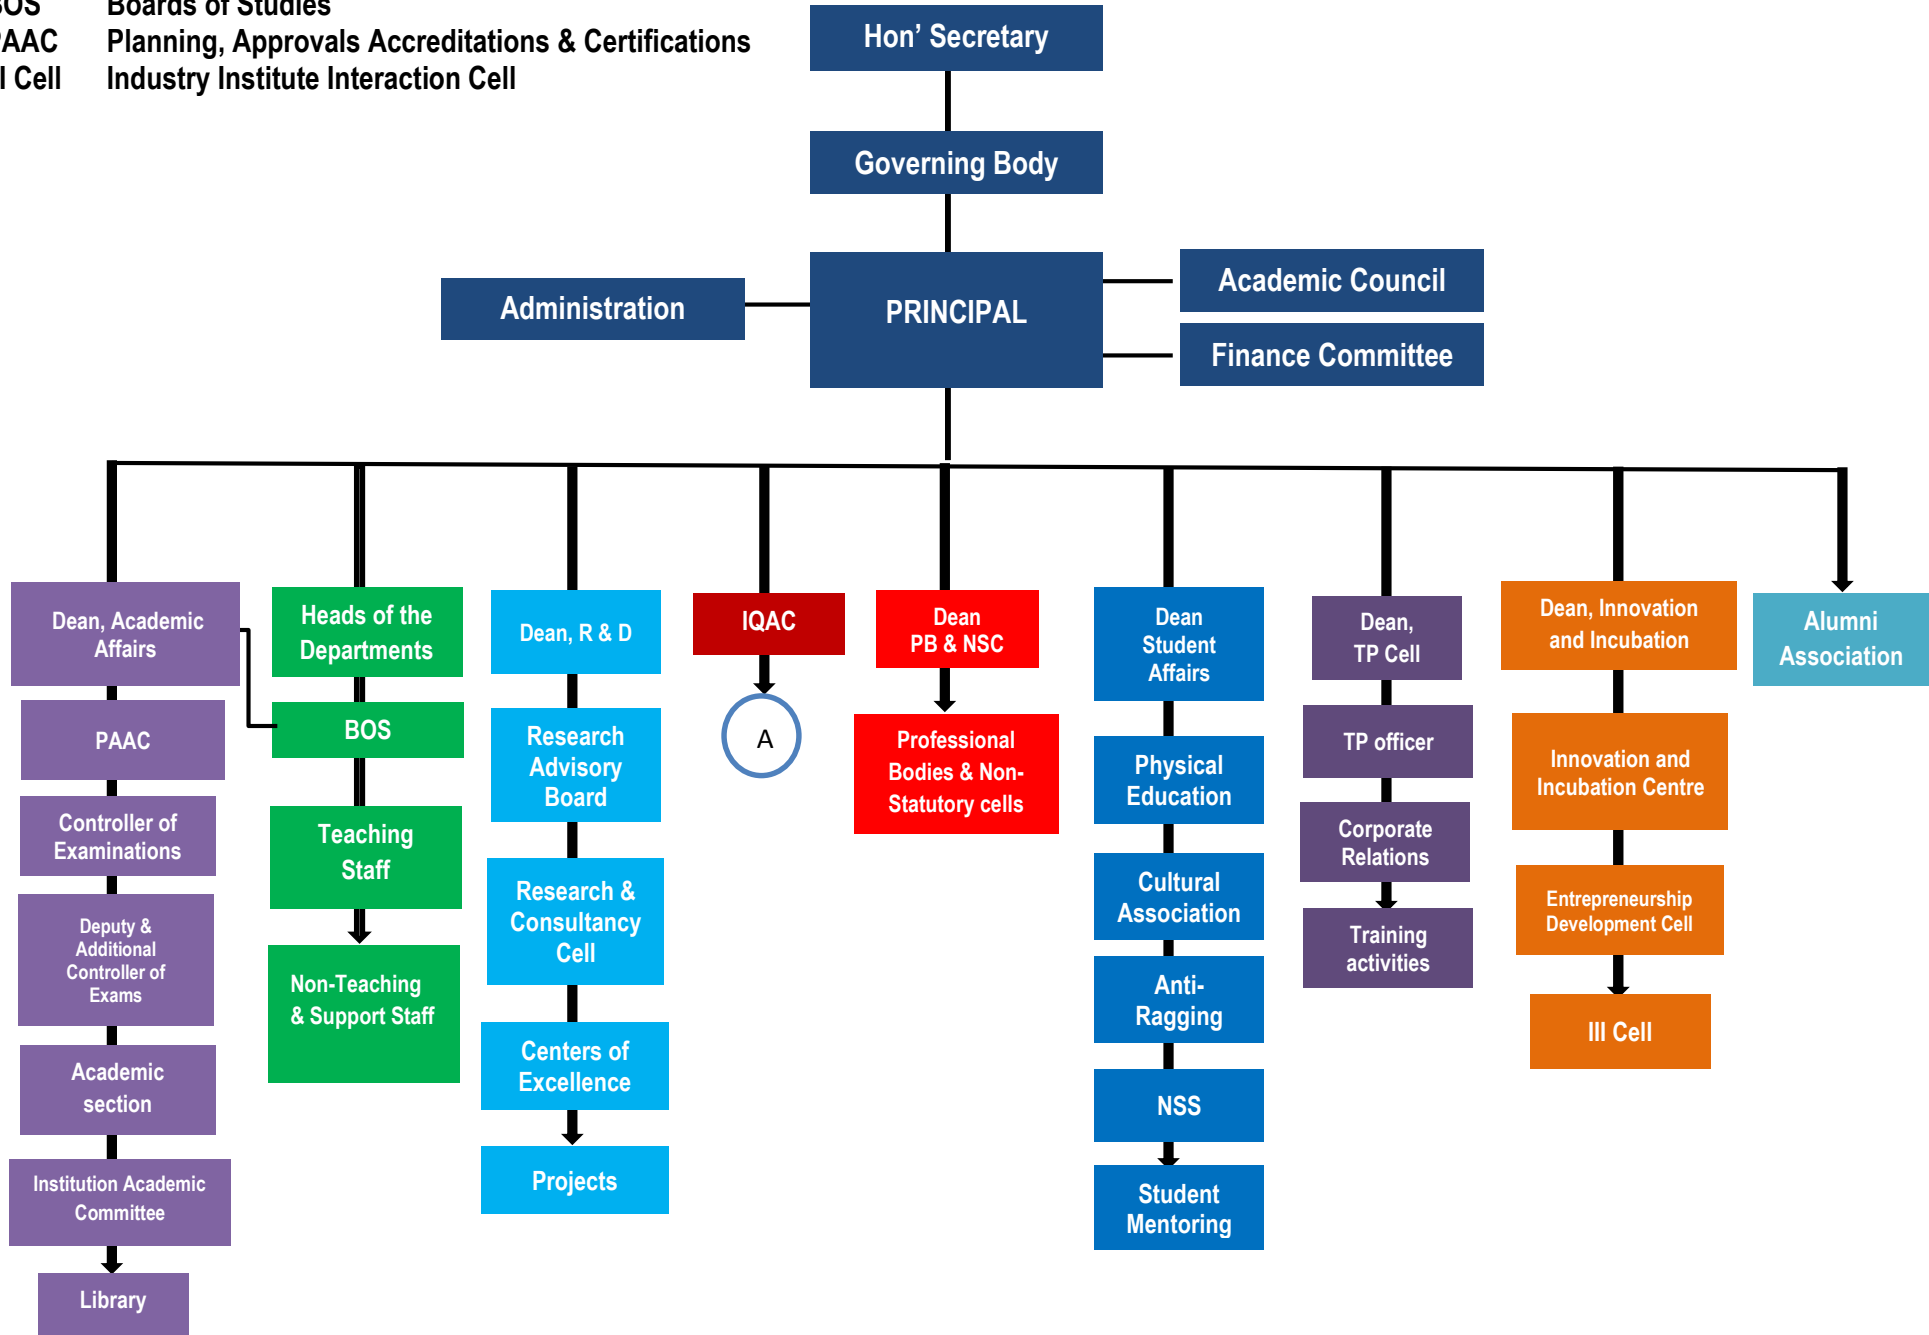 BOS Boards of Studies
PAAC Planning, Approvals Accreditations & Certifications
I Cell Industry Institute Interaction Cell
Hon’ Secretary
Governing Body
Administration
PRINCIPAL
Academic Council
Finance Committee
Dean, Academic
Affairs
PAAC
Controller of
Examinations
Deputy &
Additional
Controller of
Exams
Academic
section
Institution Academic
Committee
Library
Heads of the
Departments
BOS
Teaching
Staff
Non-Teaching
& Support Staff
Dean, R & D
Research
Advisory
Board
Research &
Consultancy
Cell
Centers of
Excellence
Projects
IQAC
A
Dean
PB & NSC
Professional
Bodies & Non-
Statutory cells
Dean
Student
Affairs
Physical
Education
Cultural
Association
Anti-
Ragging
NSS
Student
Mentoring
Dean,
TP Cell
TP officer
Corporate
Relations
Training
activities
Dean, Innovation
and Incubation
Innovation and
Incubation Centre
Entrepreneurship
Development Cell
III Cell
Alumni
Association